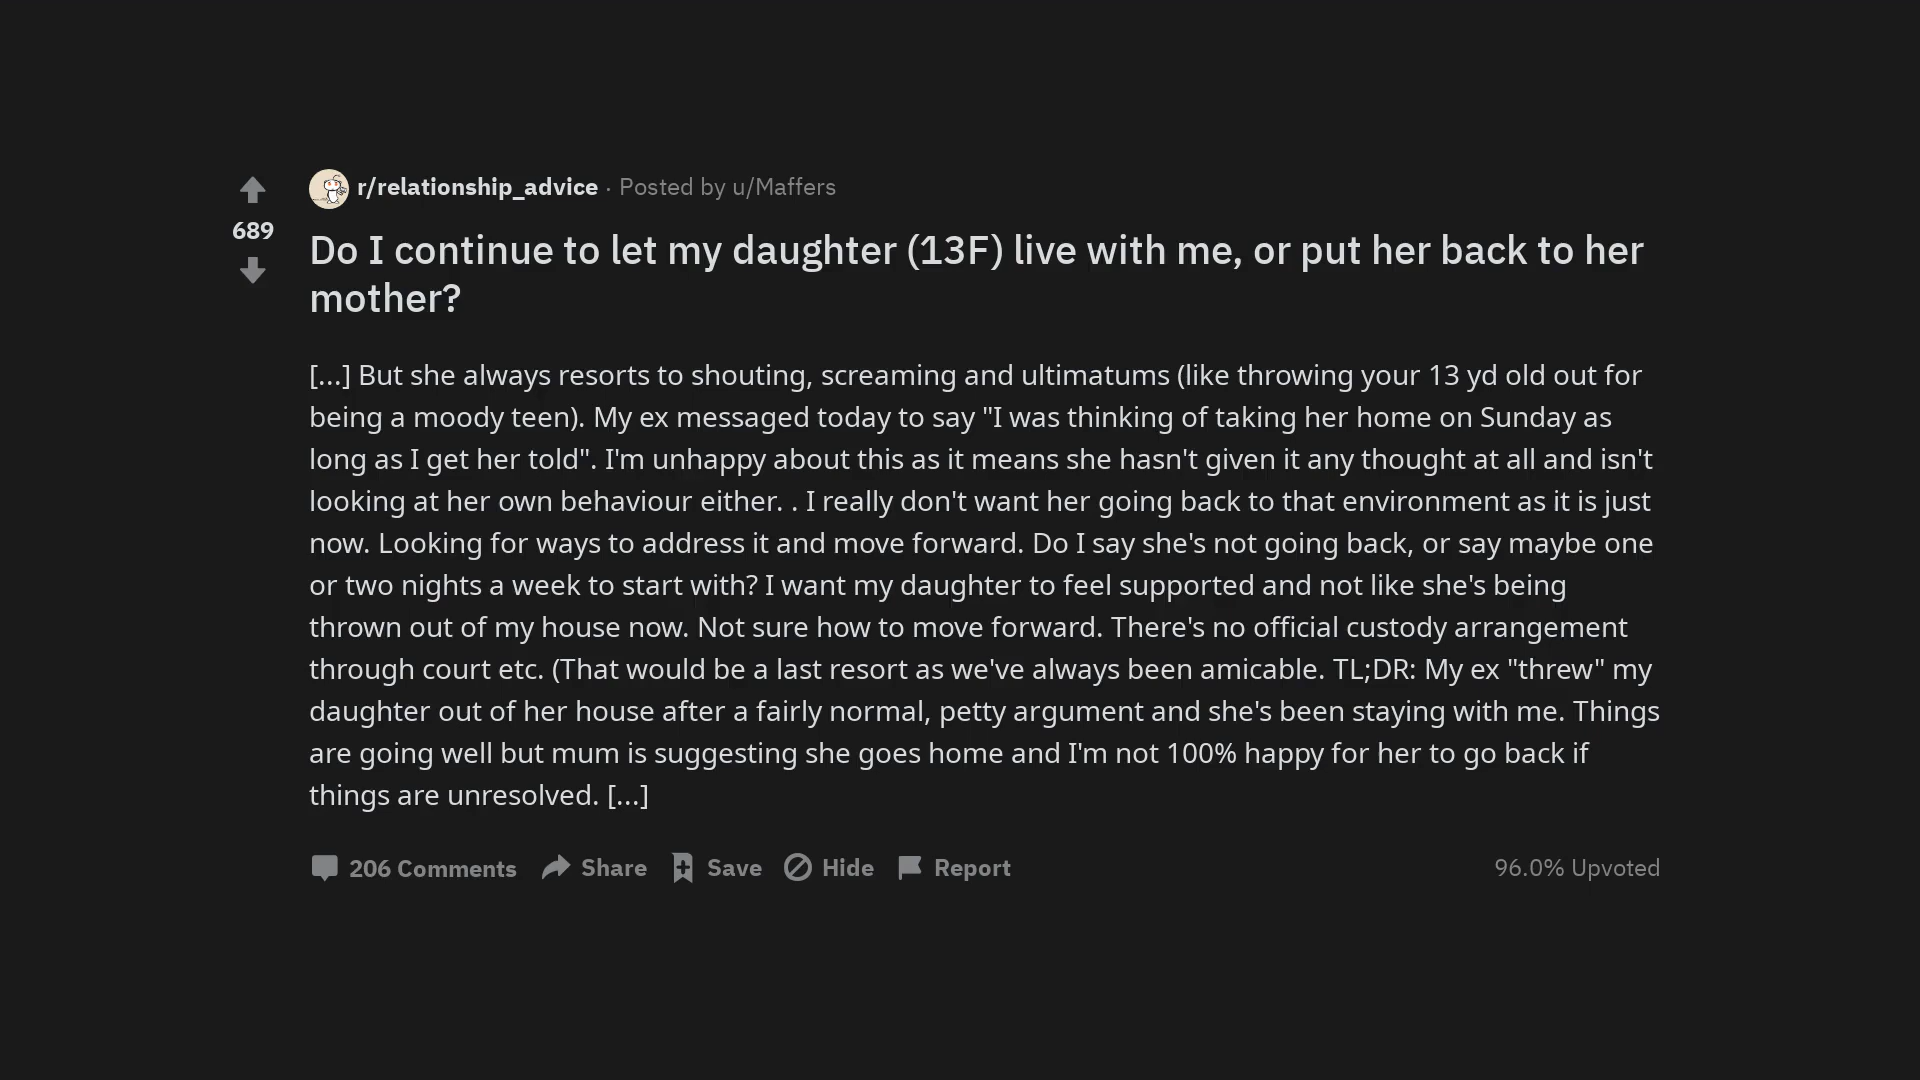 r/relationship_advice · Posted by u/Maffers
689
Do I continue to let my daughter (13F) live with me, or put her back to her
mother?
[...] But she always resorts to shouting, screaming and ultimatums (like throwing your 13 yd old out for
being a moody teen). My ex messaged today to say "I was thinking of taking her home on Sunday as
long as I get her told". I'm unhappy about this as it means she hasn't given it any thought at all and isn't
looking at her own behaviour either. . I really don't want her going back to that environment as it is just
now. Looking for ways to address it and move forward. Do I say she's not going back, or say maybe one
or two nights a week to start with? I want my daughter to feel supported and not like she's being
thrown out of my house now. Not sure how to move forward. There's no official custody arrangement
through court etc. (That would be a last resort as we've always been amicable. TL;DR: My ex "threw" my
daughter out of her house after a fairly normal, petty argument and she's been staying with me. Things
are going well but mum is suggesting she goes home and I'm not 100% happy for her to go back if
things are unresolved. [...]
206 Comments Share Save Hide Report 96.0% Upvoted